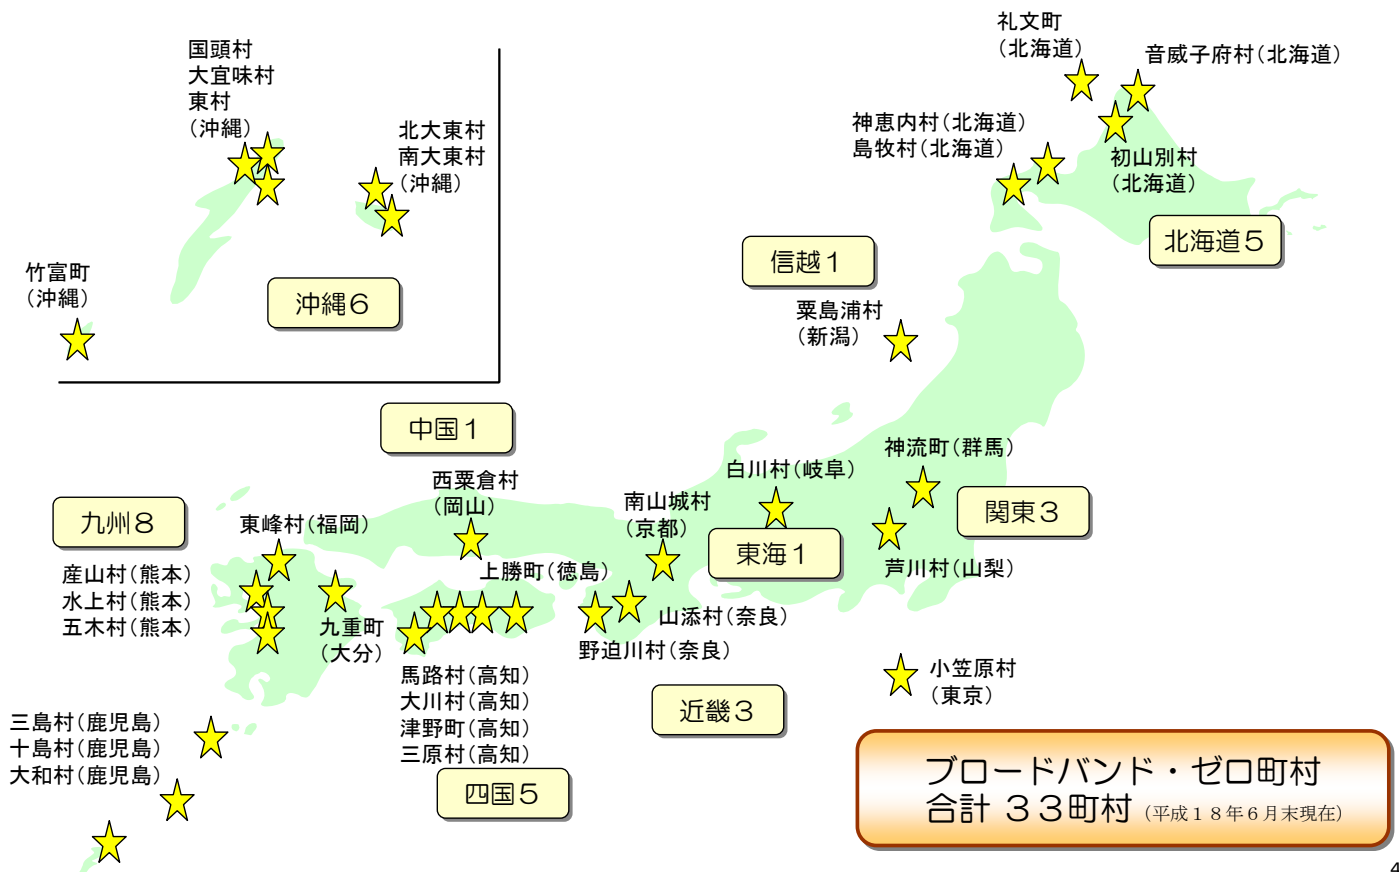 国頭村
大宜味村
東村
(沖縄)
北大東村
南大東村
(沖縄)
竹富町
(沖縄)
沖縄６
礼文町
(北海道)
音威子府村(北海道)
神恵内村(北海道)
島牧村(北海道)
初山別村
(北海道)
北海道５
信越１
粟島浦村
(新潟)
中国１
西粟倉村
(岡山)
南山城村
(京都)
白川村(岐阜)
東海１
神流町(群馬)
関東３
芦川村(山梨)
九州８
東峰村(福岡)
産山村(熊本)
水上村(熊本)
五木村(熊本)
九重町
(大分)
上勝町(徳島)
馬路村(高知)
大川村(高知)
津野町(高知)
三原村(高知)
四国５
山添村(奈良)
野迫川村(奈良)
近畿３
小笠原村
(東京)
三島村(鹿児島)
十島村(鹿児島)
大和村(鹿児島)
ブロードバンド・ゼロ町村
合計 ３３町村 (平成１８年６月末現在)
4